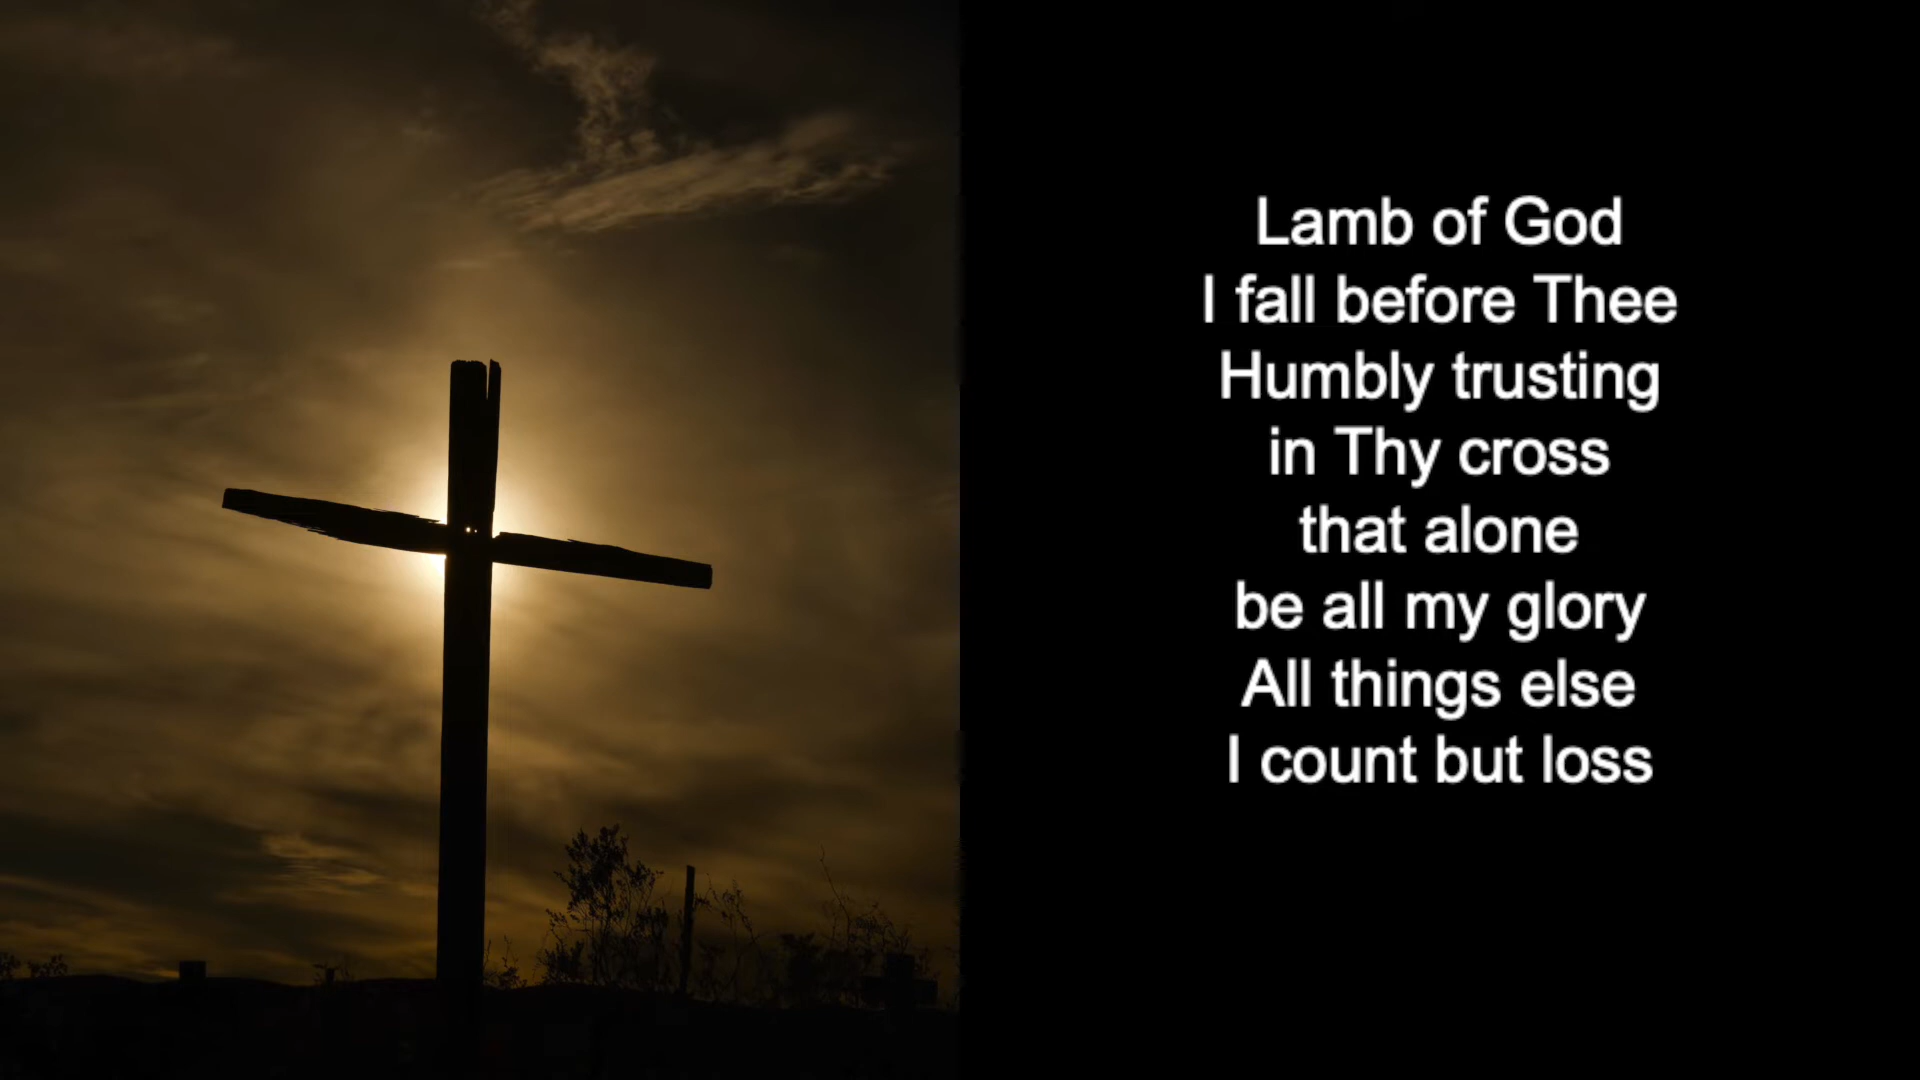 Lamb of God
I fall before Thee
Humbly trusting
in Thy cross
that alone
be all my glory
All things else
I count but loss